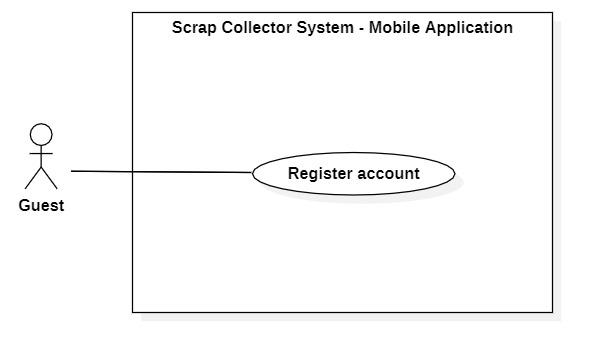 Scrap Collector System - Mobile Application
Register account
Guest